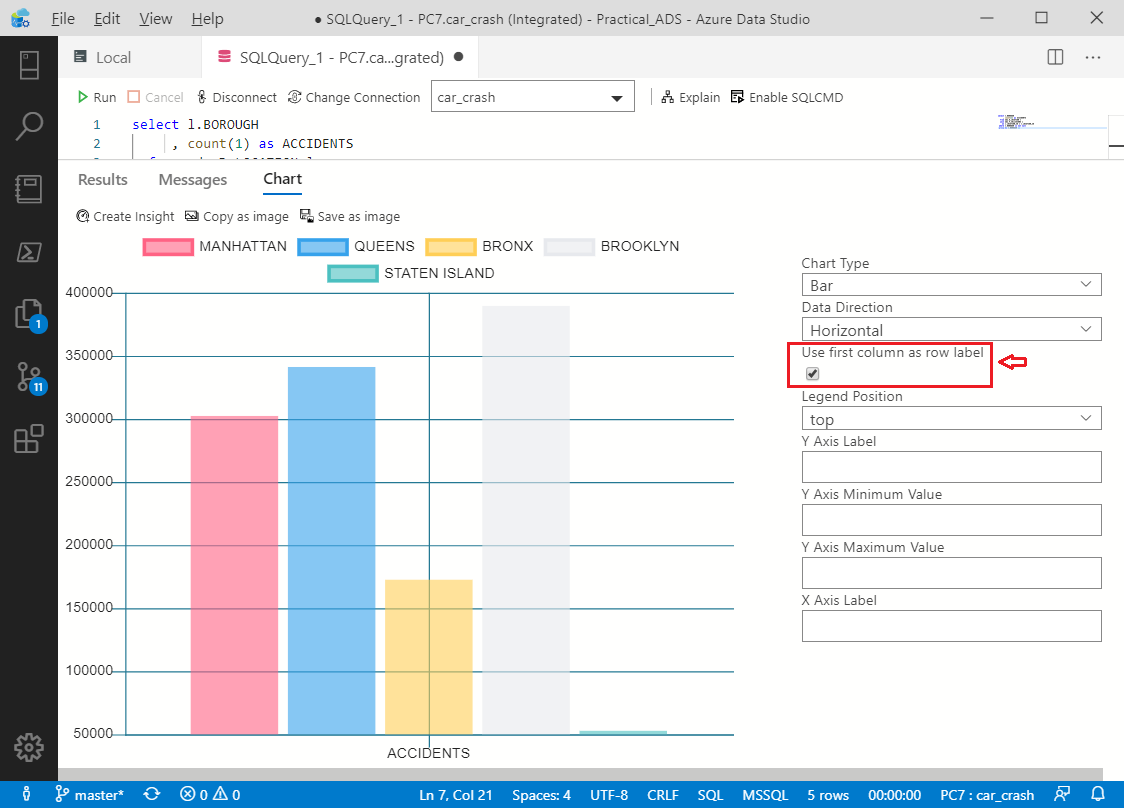 File Edit View Help ● SQLQuery_1 - PC7.car_crash (Integrated) - Practical_ADS - Azure Data Studio
Local SQLQuery_1 - PC7.ca...grated) ●
Run Cancel Disconnect Change Connection car_crash Explain Enable SQLCMD
1 select l.BOROUGH
2 , count(1) as ACCIDENTS
Results Messages Chart
Create Insight Copy as image Save as image
MANHATTAN QUEENS BRONX BROOKLYN
STATEN ISLAND
400000
350000
300000
250000
200000
150000
100000
50000
ACCIDENTS
Chart Type
Bar
Data Direction
Horizontal
Use first column as row label
Legend Position
top
Y Axis Label
Y Axis Minimum Value
Y Axis Maximum Value
X Axis Label
1
11
master* 0 0 Ln 7, Col 21 Spaces: 4 UTF-8 CRLF SQL MSSQL 5 rows 00:00:00 PC7 : car_crash